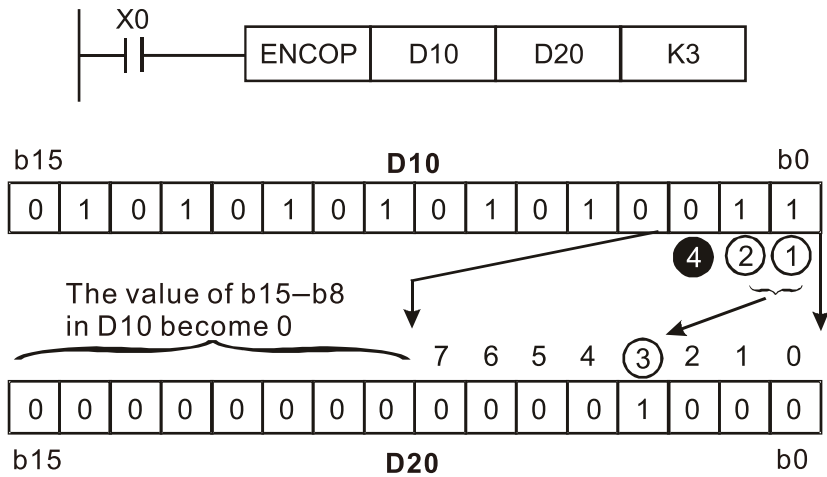 X0
ENCOP D10 D20 K3
b15 D10 b0
0 1 0 1 0 1 0 1 0 1 0 1 0 0 1 1
4 2 1
The value of b15–b8
in D10 become 0
7 6 5 4 3 2 1 0
0 0 0 0 0 0 0 0 0 0 0 0 1 0 0 0
b15 D20 b0